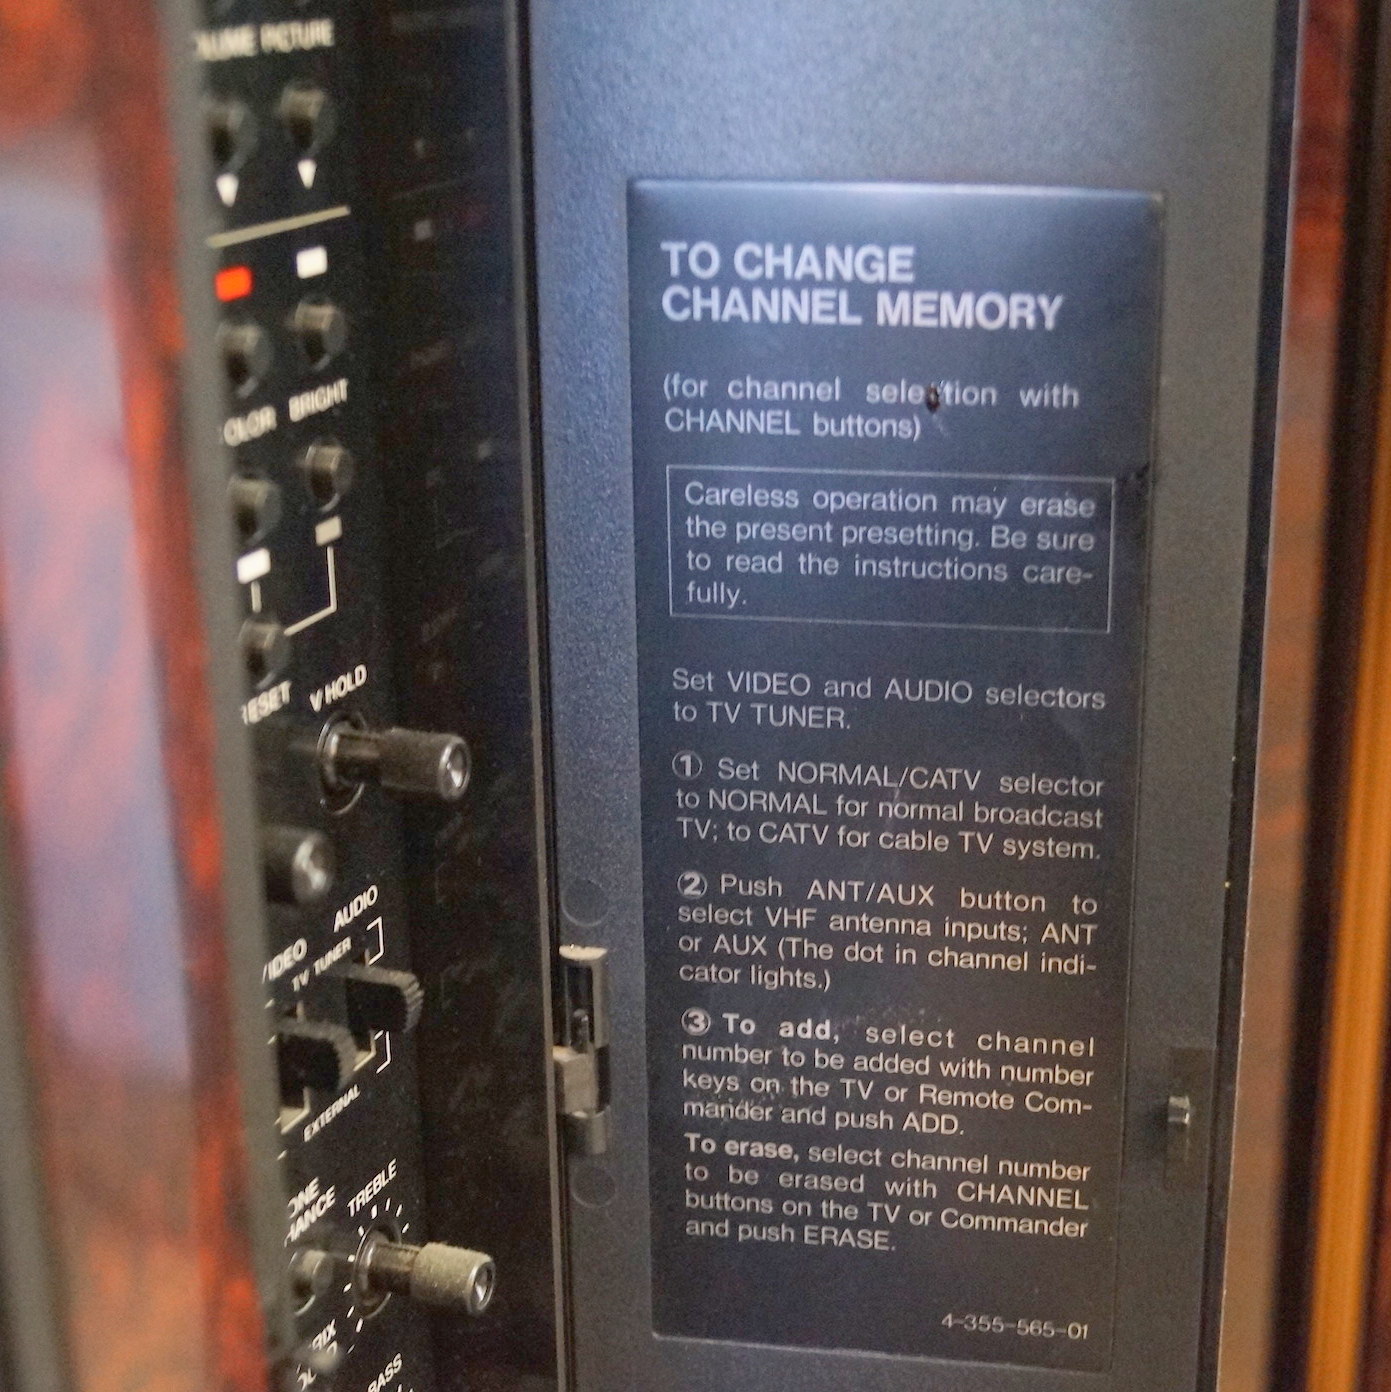 PICTURE
BRIGHT
V HOLD
AUDIO
TV TUNER
EXTERNAL
TREBLE
TO CHANGE
CHANNEL MEMORY
(for channel selection with
CHANNEL buttons)
Careless operation may erase
the present presetting. Be sure
to read the instructions care-
fully.
Set VIDEO and AUDIO selectors
to TV TUNER.
① Set NORMAL/CATV selector
to NORMAL for normal broadcast
TV; to CATV for cable TV system.
② Push ANT/AUX button to
select VHF antenna inputs; ANT
or AUX (The dot in channel indi-
cator lights.)
③ To add, select channel
number to be added with number
keys on the TV or Remote Com-
mander and push ADD.
To erase, select channel number
to be erased with CHANNEL
buttons on the TV or Commander
and push ERASE.
4-355-565-01